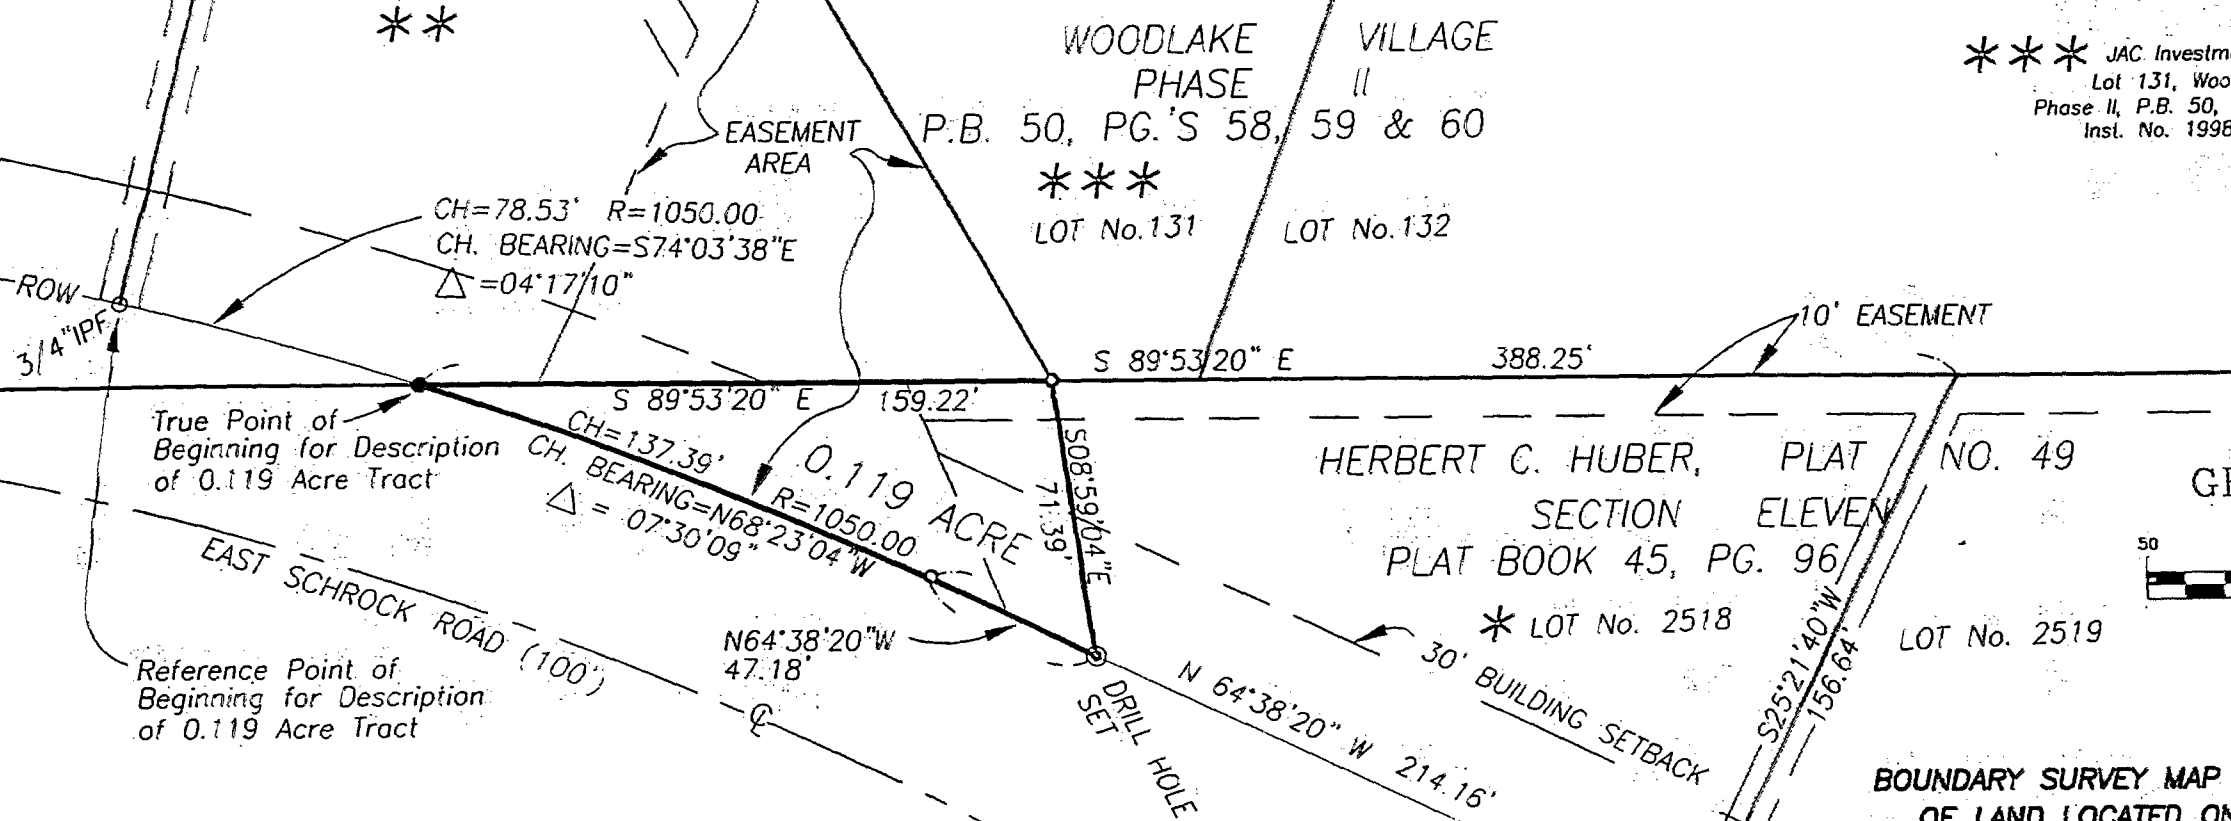 **
WOODLAKE VILLAGE
PHASE II
P.B. 50, PG.'S 58, 59 & 60
***
LOT No.131
LOT No.132
*** JAC Investm
Lot 131, Woo
Phase II, P.B. 50,
Inst. No. 1998
EASEMENT
AREA
CH=78.53' R=1050.00
CH. BEARING=S74°03'38"E
△=04°17'10"
ROW
3/4"IPF
10' EASEMENT
S 89°53'20" E 388.25'
S 89°53'20" E 159.22'
True Point of
Beginning for Description
of 0.119 Acre Tract
CH=137.39'
CH. BEARING=N68°23'04"W
R=1050.00
△ = 07°30'09"
0.119 ACRE
S08°59'04"E
71.39'
HERBERT C. HUBER, PLAT NO. 49
SECTION ELEVEN
PLAT BOOK 45, PG. 96
* LOT No. 2518
LOT No. 2519
50
EAST SCHROCK ROAD (100')
Reference Point of
Beginning for Description
of 0.119 Acre Tract
N64°38'20"W
47.18'
℄
DRILL HOLE
SET
N 64°38'20" W 214.16'
30' BUILDING SETBACK
S25°21'40"W
156.64'
BOUNDARY SURVEY MAP
OF LAND LOCATED ON